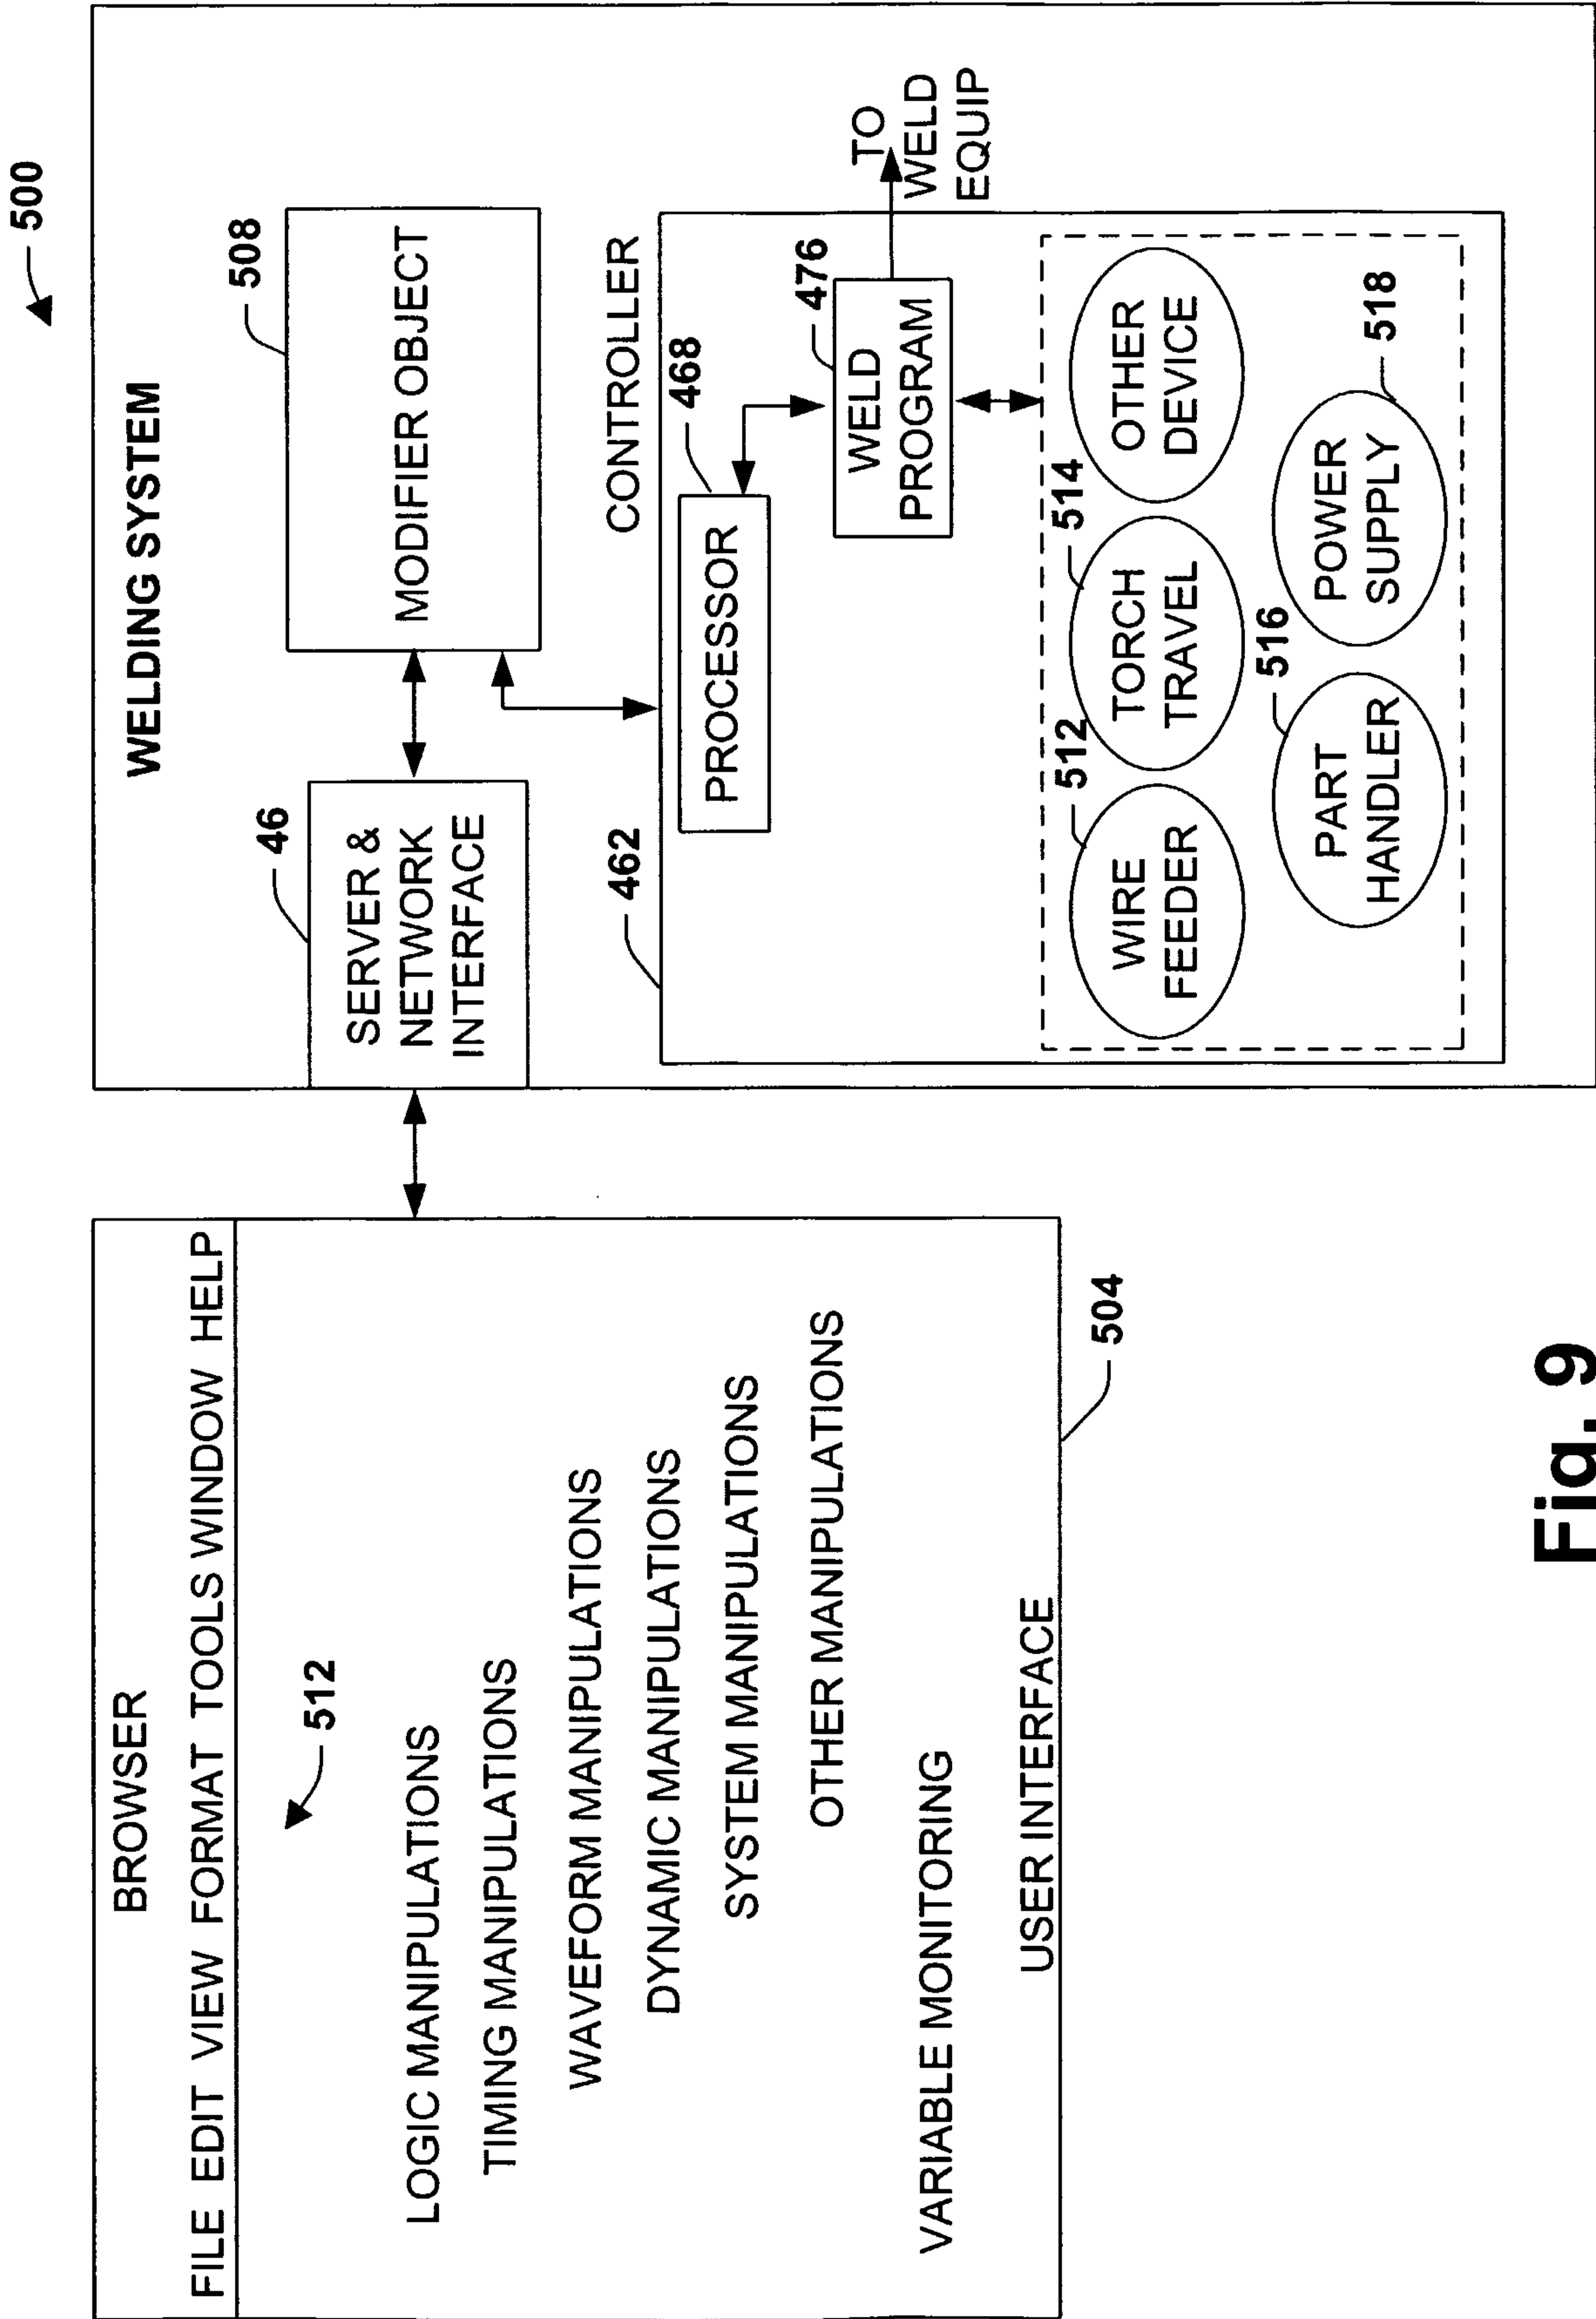 500
BROWSER
FILE EDIT VIEW FORMAT TOOLS WINDOW HELP
512
LOGIC MANIPULATIONS
TIMING MANIPULATIONS
WAVEFORM MANIPULATIONS
DYNAMIC MANIPULATIONS
SYSTEM MANIPULATIONS
OTHER MANIPULATIONS
VARIABLE MONITORING
USER INTERFACE
504
WELDING SYSTEM
46
SERVER &
NETWORK
INTERFACE
508
MODIFIER OBJECT
462
CONTROLLER
468
PROCESSOR
476
WELD
PROGRAM
TO
WELD
EQUIP
512
WIRE
FEEDER
514
TORCH
TRAVEL
OTHER
DEVICE
516
PART
HANDLER
518
POWER
SUPPLY
Fig. 9